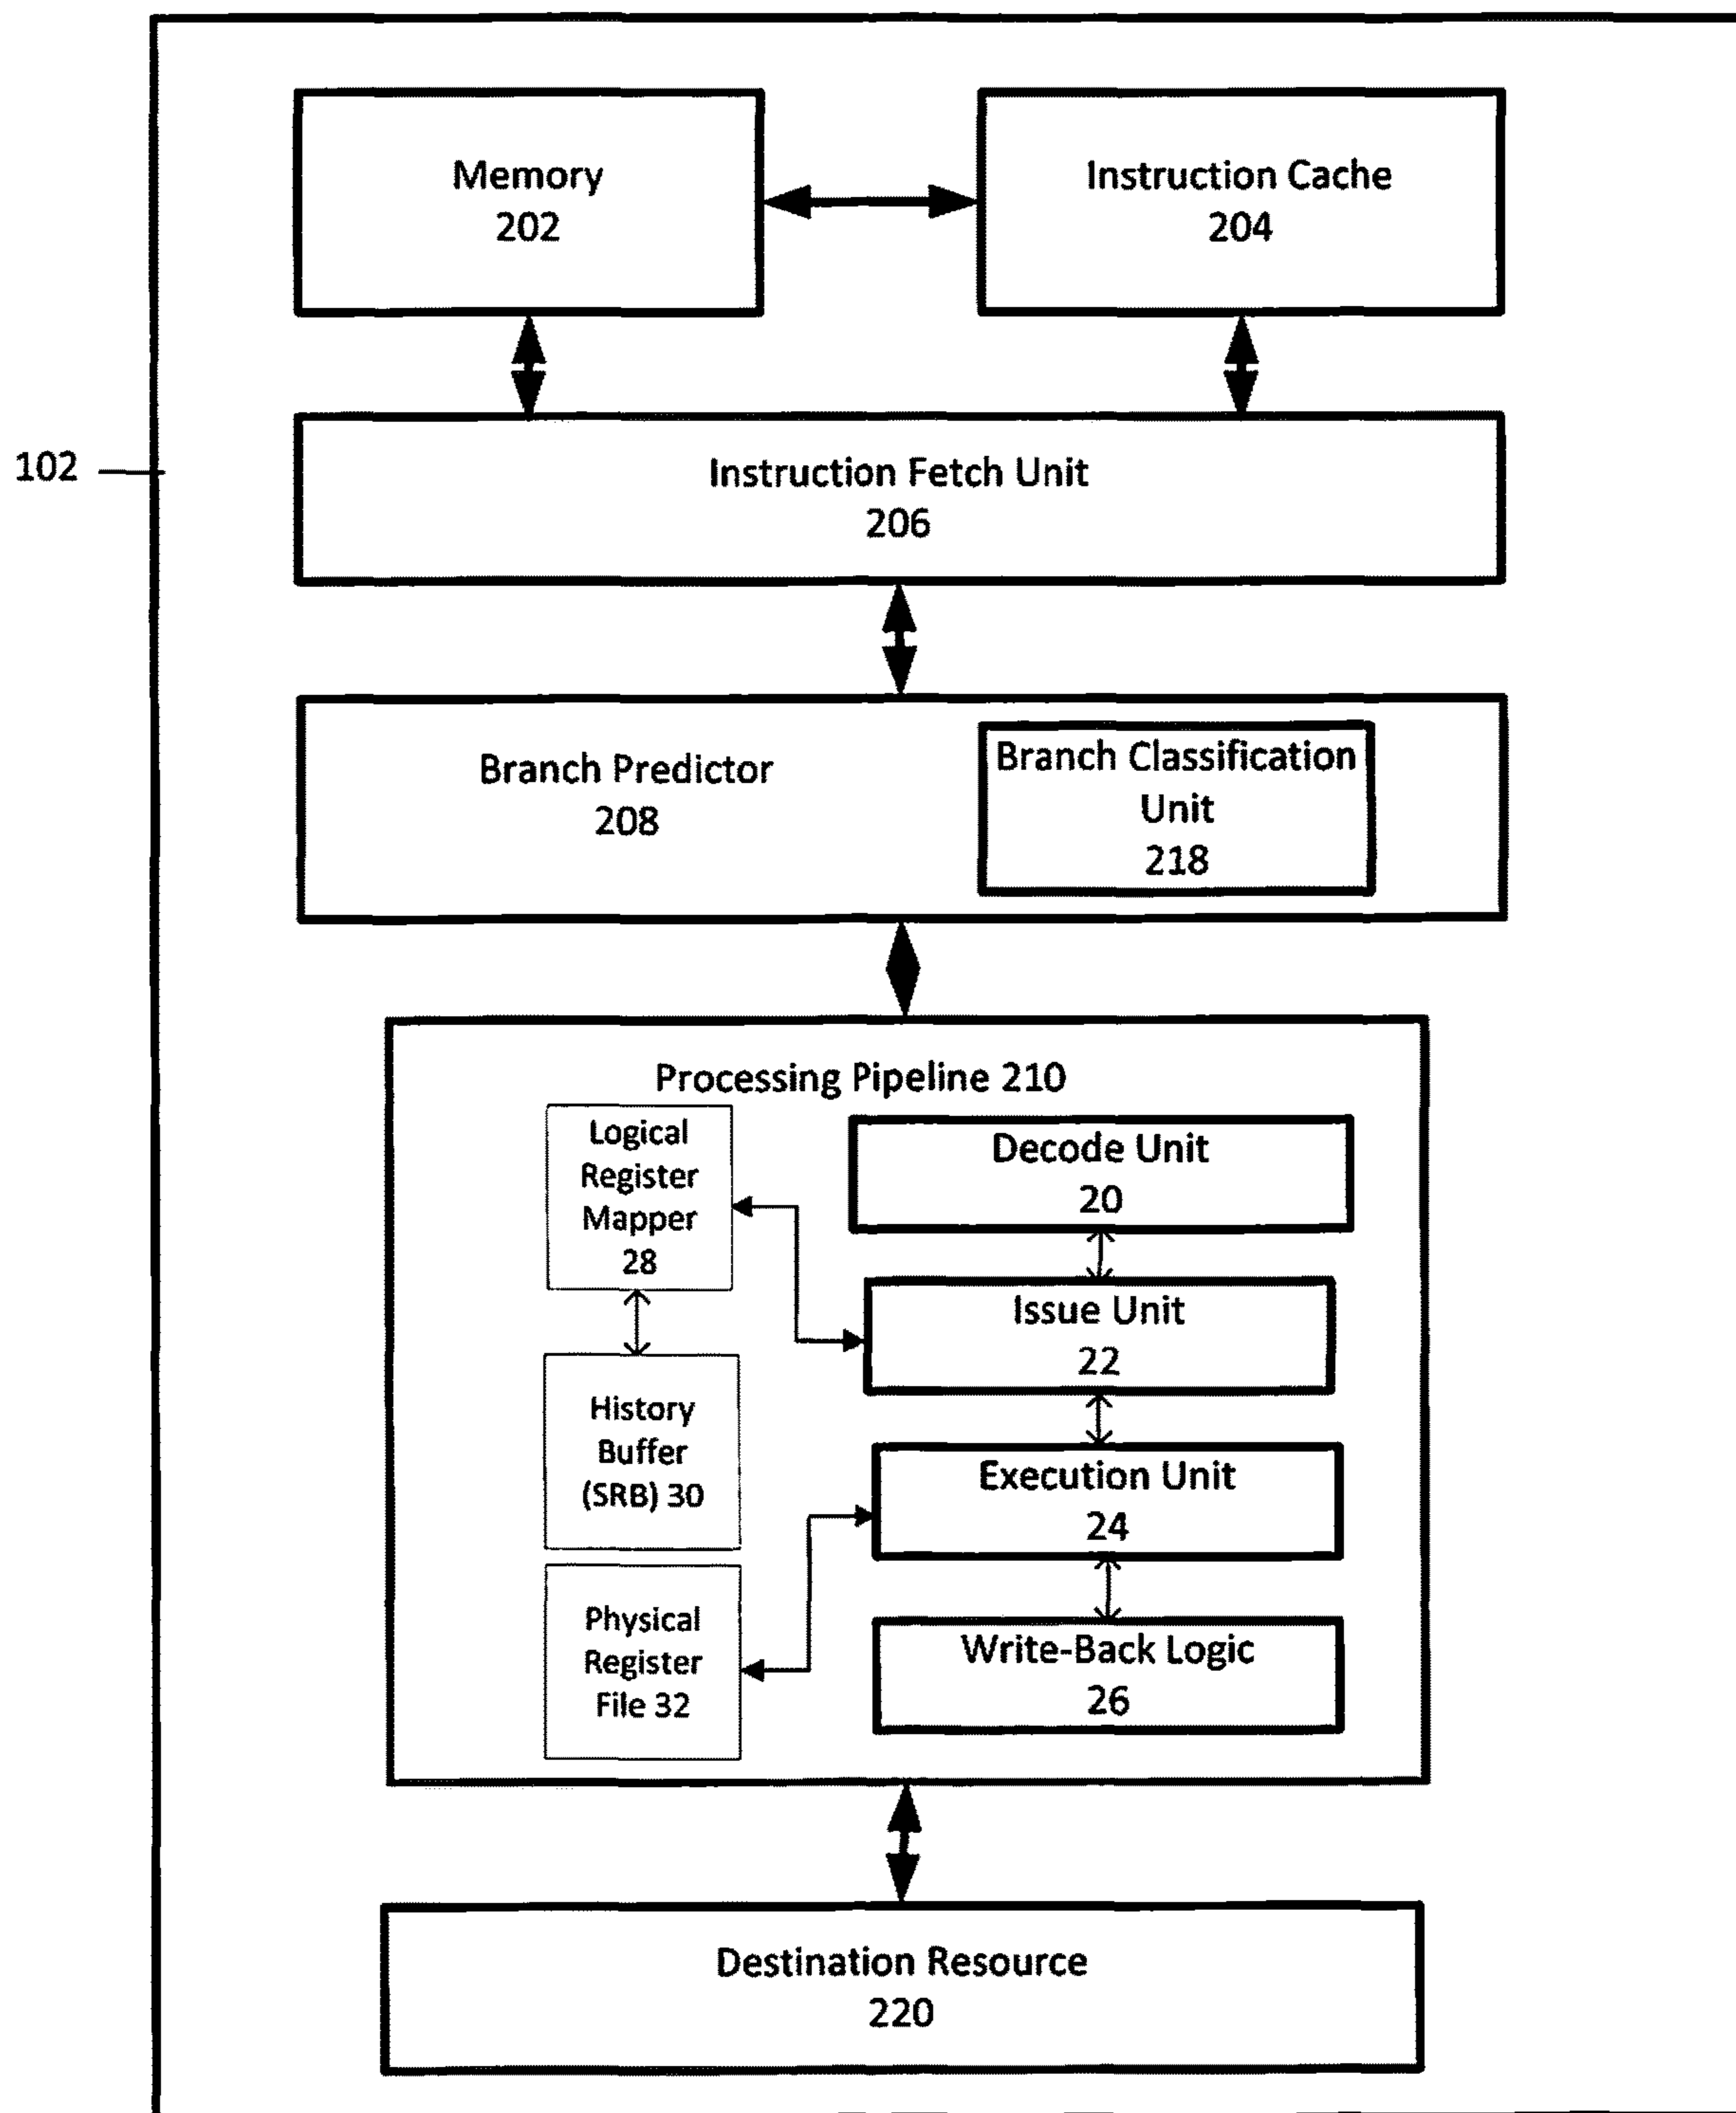 Memory
202
Instruction Cache
204
102
Instruction Fetch Unit
206
Branch Predictor
208
Branch Classification
Unit
218
Processing Pipeline 210
Logical
Register
Mapper
28
Decode Unit
20
Issue Unit
22
History
Buffer
(SRB) 30
Execution Unit
24
Physical
Register
File 32
Write-Back Logic
26
Destination Resource
220